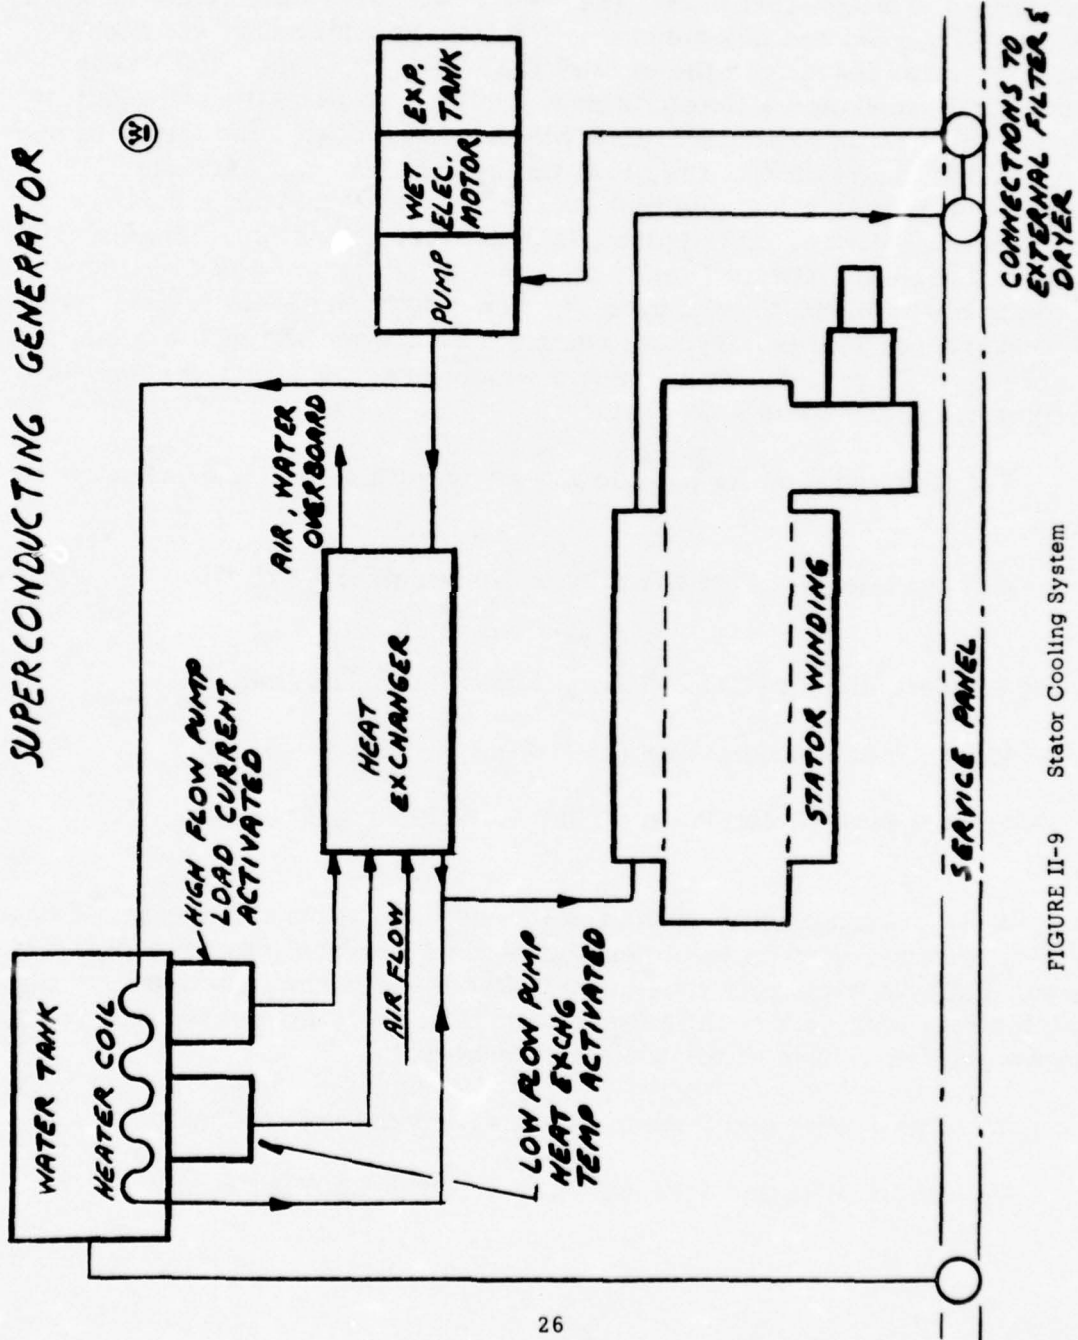 SUPERCONDUCTING GENERATOR
W
WATER TANK
HEATER COIL
HIGH FLOW PUMP
LOAD CURRENT
ACTIVATED
AIR, WATER
OVERBOARD
HEAT
EXCHANGER
AIR FLOW
LOW FLOW PUMP
HEAT EXCHG
TEMP ACTIVATED
PUMP
WET
ELEC.
MOTOR
EXP.
TANK
STATOR WINDING
SERVICE PANEL
CONNECTIONS TO
EXTERNAL FILTER &
DRYER
FIGURE II-9 Stator Cooling System
26